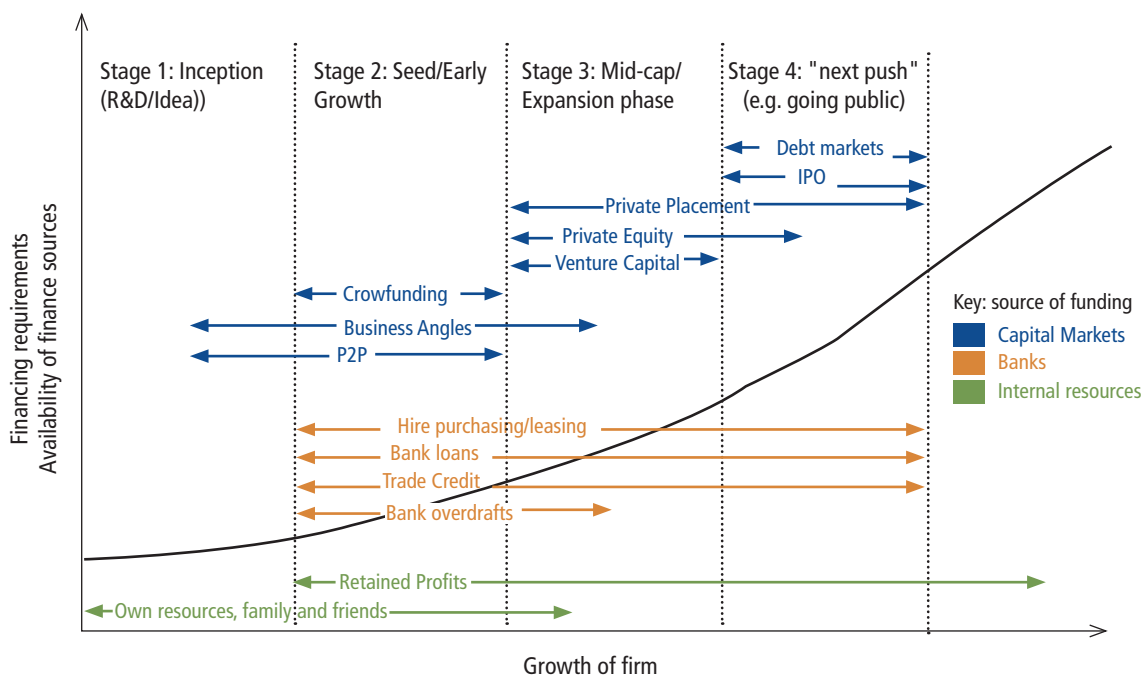 Stage 1: Inception
(R&D/Idea))
Stage 2: Seed/Early
Growth
Stage 3: Mid-cap/
Expansion phase
Stage 4: "next push"
(e.g. going public)
Debt markets
IPO
Private Placement
Private Equity
Venture Capital
Crowfunding
Business Angles
P2P
Hire purchasing/leasing
Bank loans
Trade Credit
Bank overdrafts
Retained Profits
Own resources, family and friends
Key: source of funding
Capital Markets
Banks
Internal resources
Financing requirements
Availability of finance sources
Growth of firm